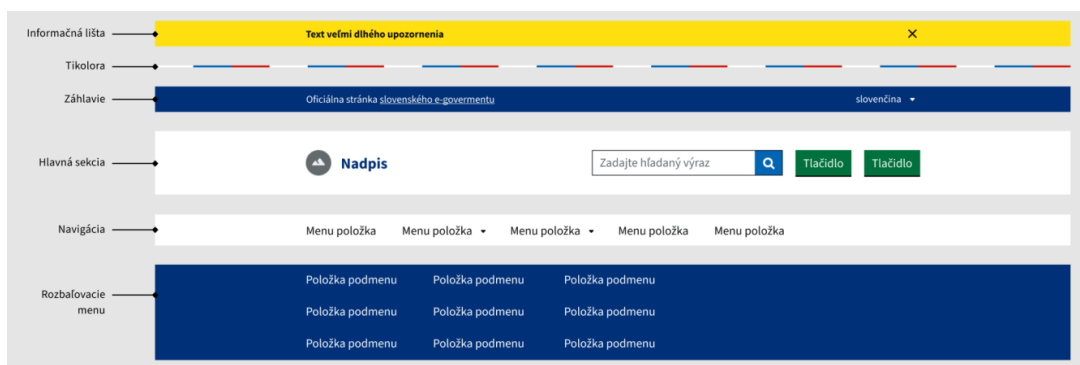 Informačná lišta
Text veľmi dlhého upozornenia
Tikolora
Záhlavie
Oficiálna stránka slovenského e-govermentu
slovenčina
Hlavná sekcia
Nadpis
Zadajte hľadaný výraz
Tlačidlo
Tlačidlo
Navigácia
Menu položka Menu položka Menu položka Menu položka Menu položka
Rozbaľovacie
menu
Položka podmenu Položka podmenu Položka podmenu
Položka podmenu Položka podmenu Položka podmenu
Položka podmenu Položka podmenu Položka podmenu